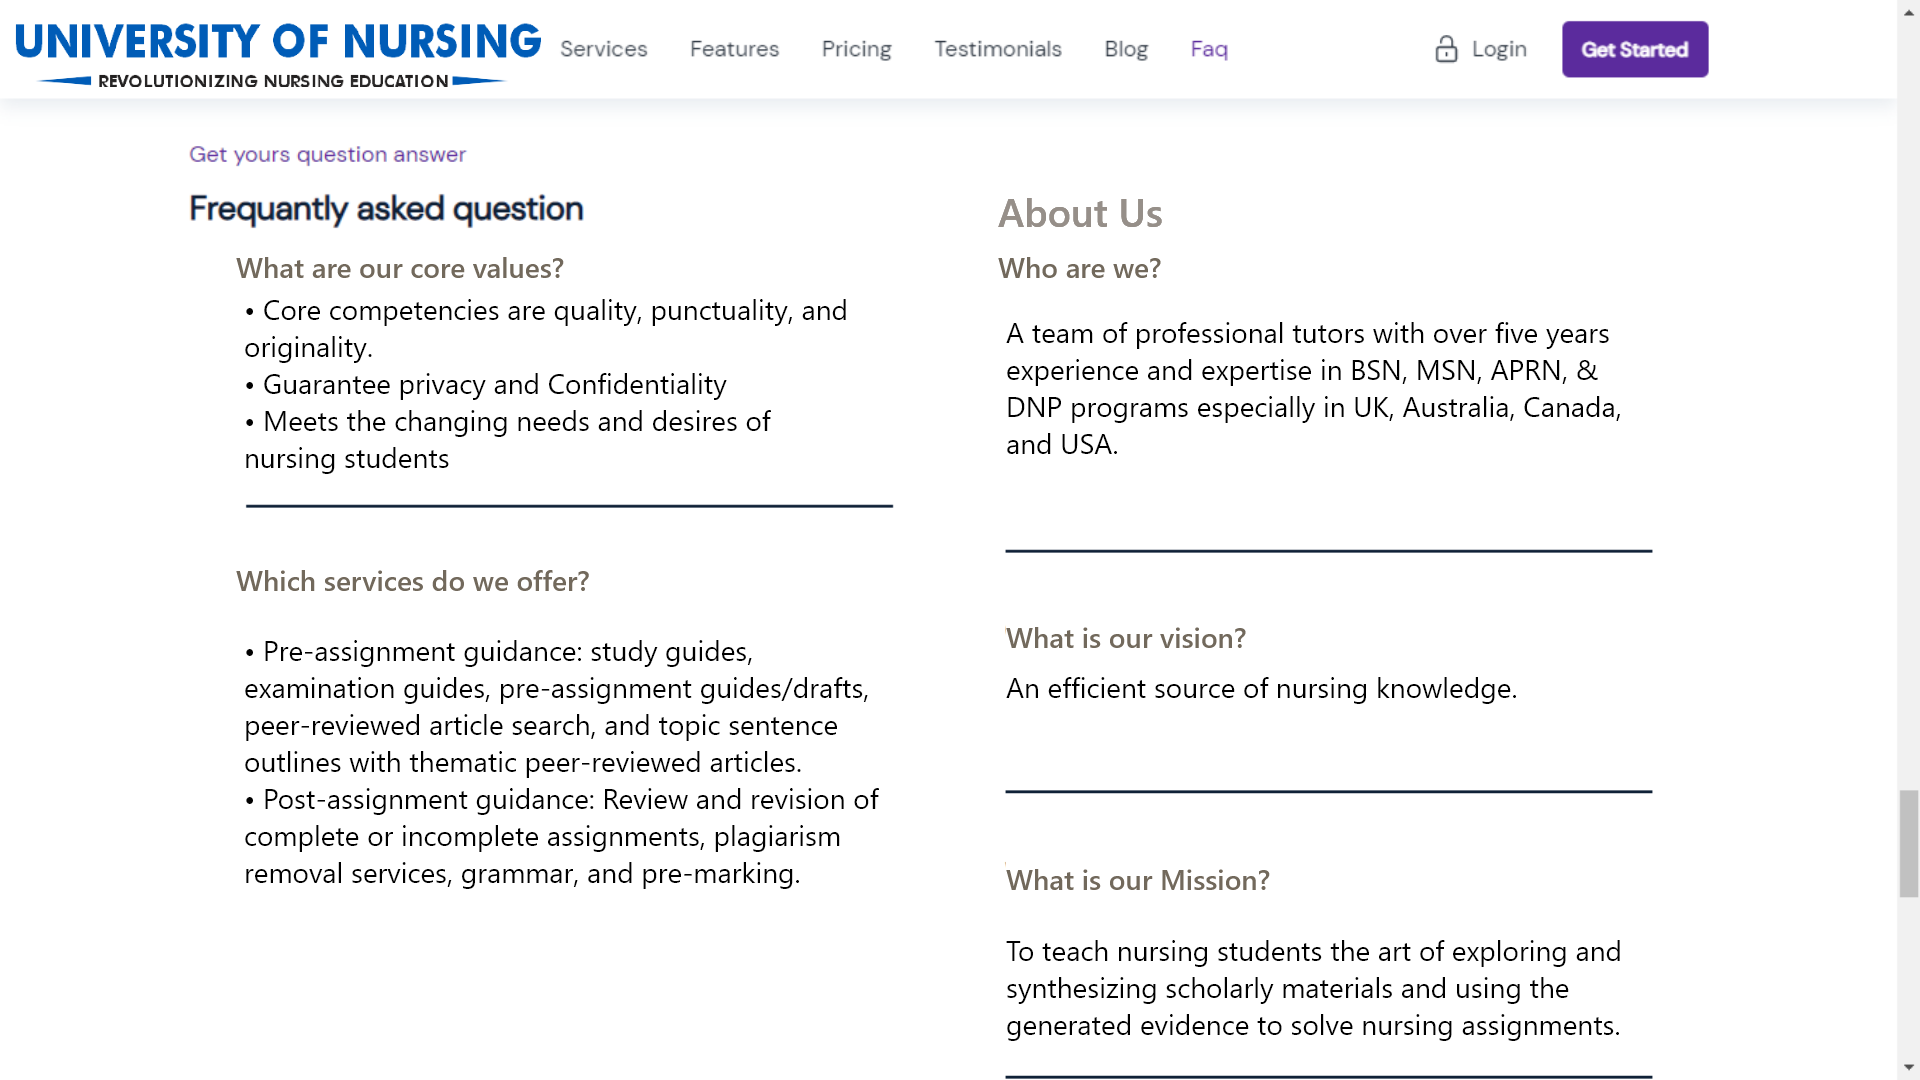 UNIVERSITY OF NURSING
REVOLUTIONIZING NURSING EDUCATION
Services Features Pricing Testimonials Blog Faq Login Get Started
Get yours question answer
Frequantly asked question
What are our core values?
• Core competencies are quality, punctuality, and
originality.
• Guarantee privacy and Confidentiality
• Meets the changing needs and desires of
nursing students
Which services do we offer?
• Pre-assignment guidance: study guides,
examination guides, pre-assignment guides/drafts,
peer-reviewed article search, and topic sentence
outlines with thematic peer-reviewed articles.
• Post-assignment guidance: Review and revision of
complete or incomplete assignments, plagiarism
removal services, grammar, and pre-marking.
About Us
Who are we?
A team of professional tutors with over five years
experience and expertise in BSN, MSN, APRN, &
DNP programs especially in UK, Australia, Canada,
and USA.
What is our vision?
An efficient source of nursing knowledge.
What is our Mission?
To teach nursing students the art of exploring and
synthesizing scholarly materials and using the
generated evidence to solve nursing assignments.